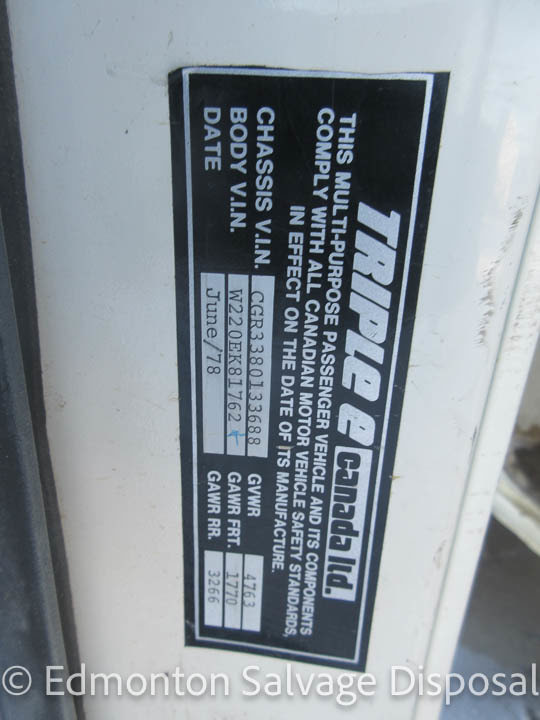 TRIPLE e canada ltd.
THIS MULTI-PURPOSE PASSENGER VEHICLE AND ITS COMPONENTS
COMPLY WITH ALL CANADIAN MOTOR VEHICLE SAFETY STANDARDS,
IN EFFECT ON THE DATE OF ITS MANUFACTURE.
CHASSIS V.I.N. CGR3380133688 GVWR 4763
BODY V.I.N. W220EK81762 GAWR FRT. 1770
DATE June/78 GAWR RR. 3266
© Edmonton Salvage Disposal